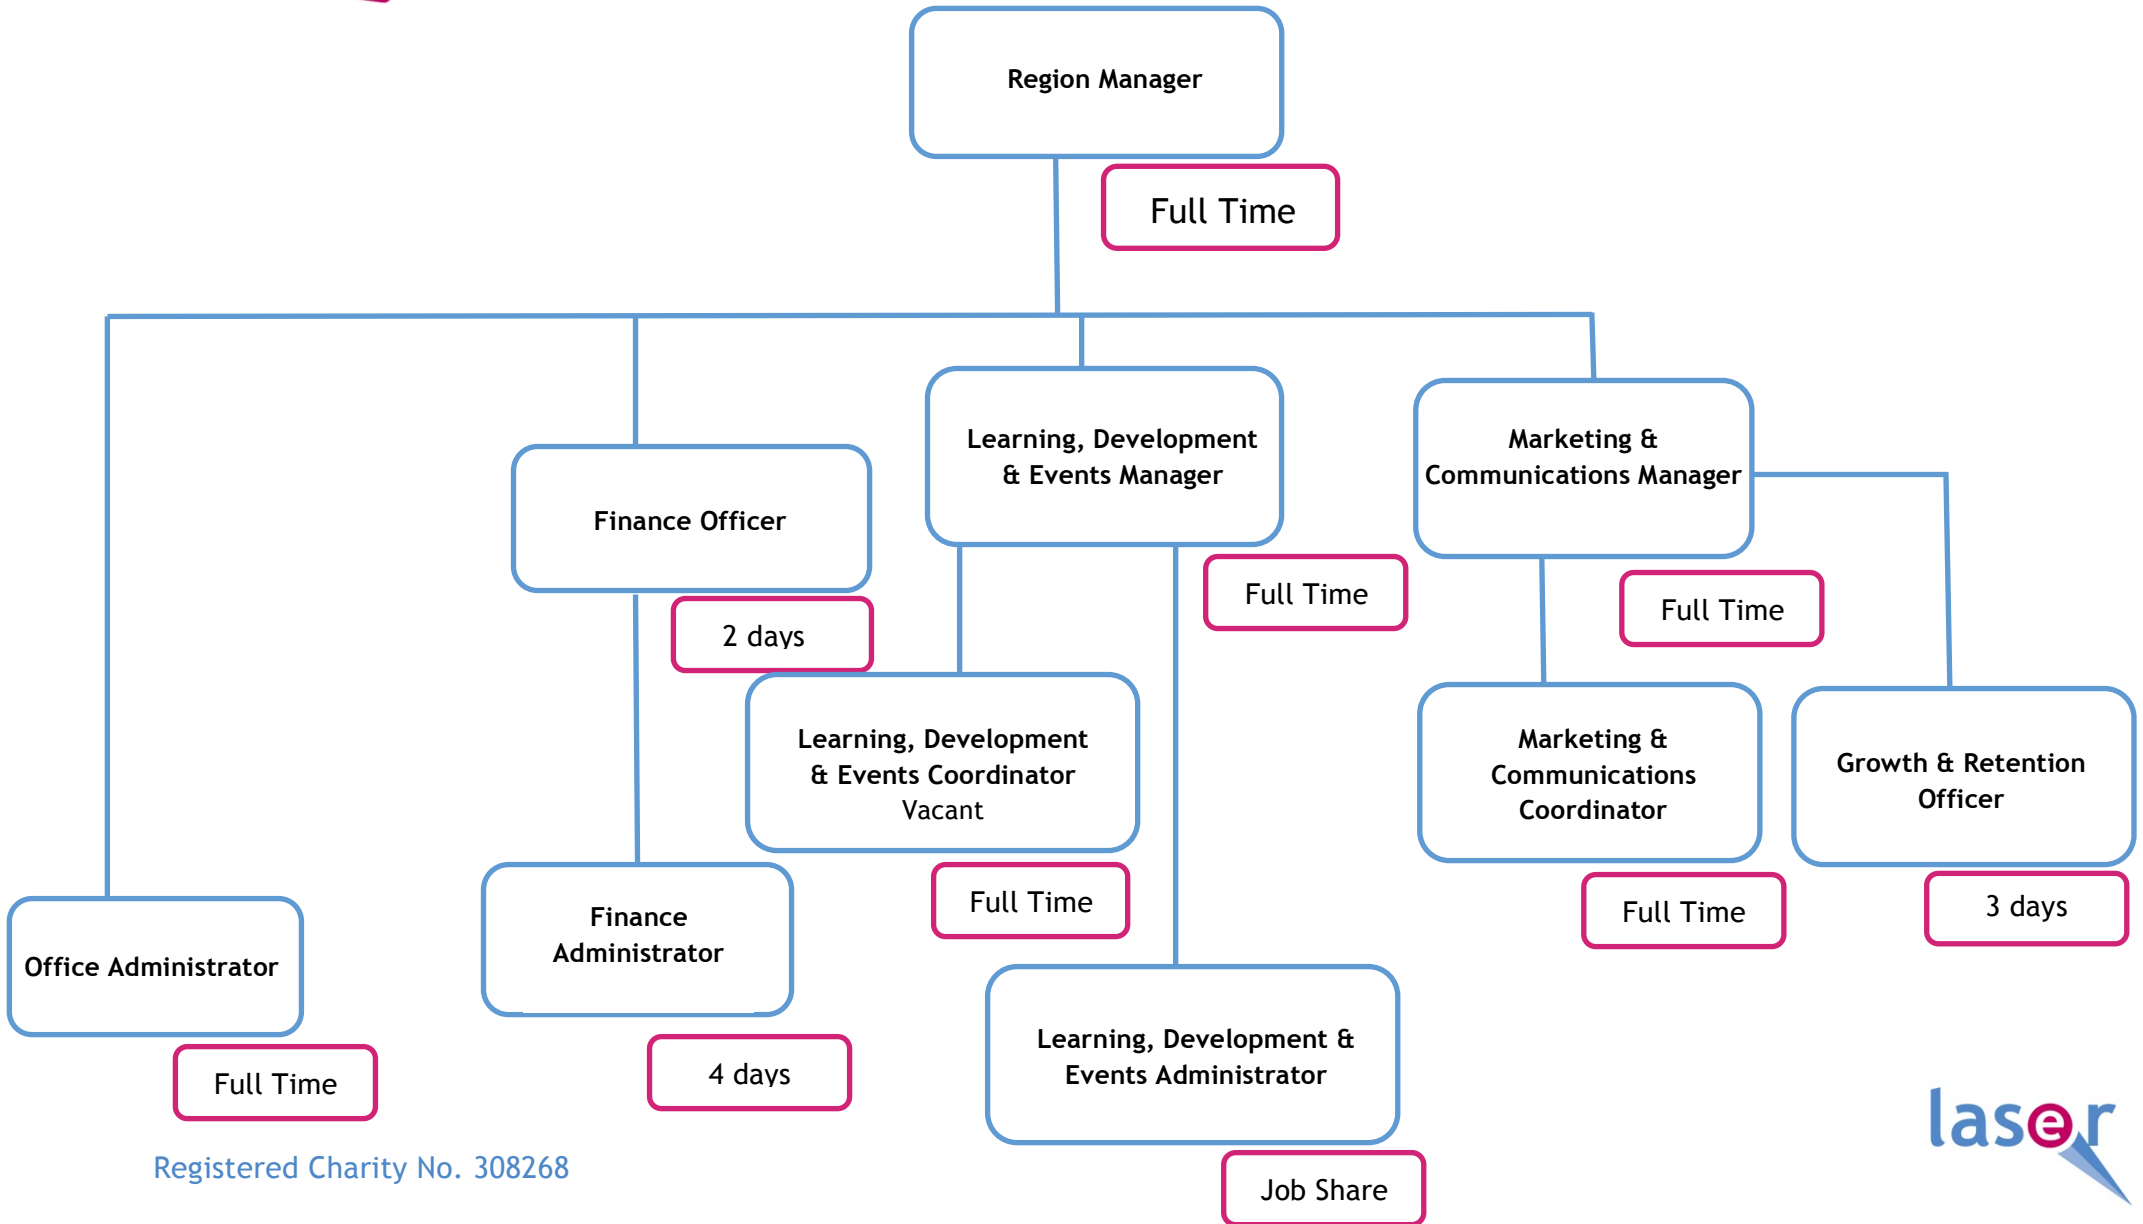 Region Manager
Full Time
Learning, Development
& Events Manager
Full Time
Marketing &
Communications Manager
Full Time
Finance Officer
2 days
Learning, Development
& Events Coordinator
Vacant
Full Time
Marketing &
Communications
Coordinator
Full Time
Growth & Retention
Officer
3 days
Office Administrator
Full Time
Finance
Administrator
4 days
Learning, Development &
Events Administrator
Job Share
Registered Charity No. 308268
laser